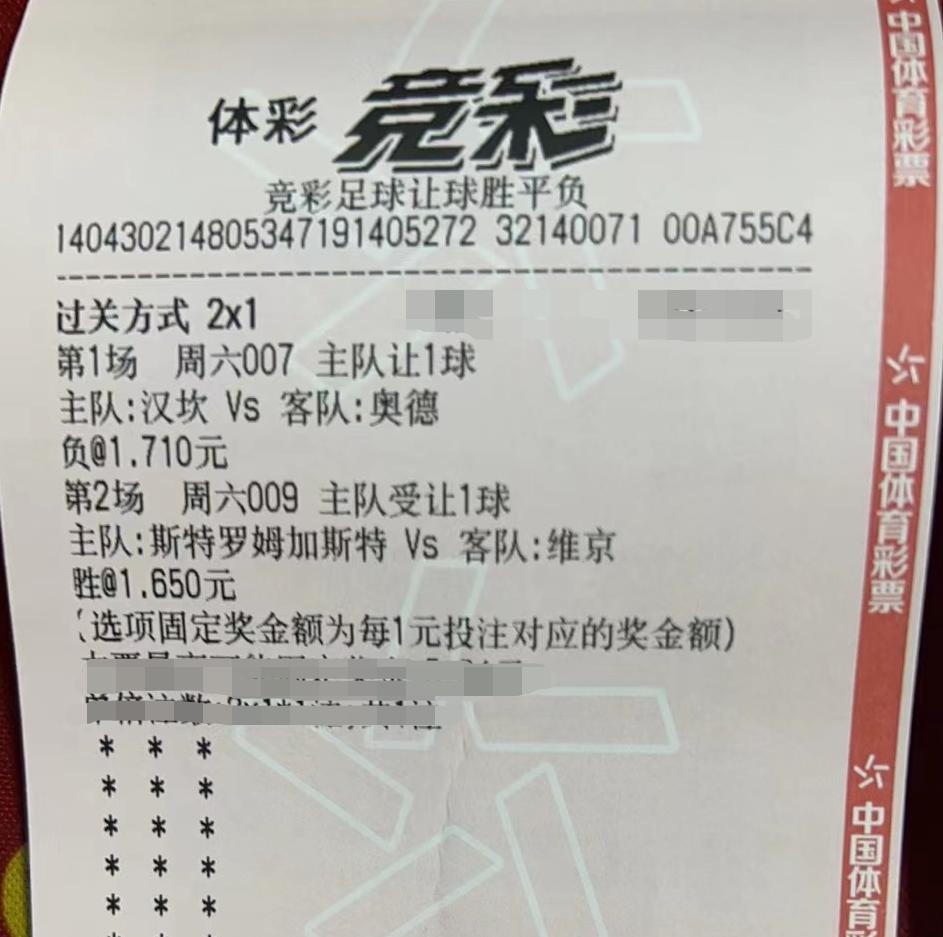 体彩 竞彩
竞彩足球让球胜平负
140430214805347191405272 32140071 00A755C4
过关方式 2x1
第1场 周六007 主队让1球
主队:汉坎 Vs 客队:奥德
负@1.710元
第2场 周六009 主队受让1球
主队:斯特罗姆加斯特 Vs 客队:维京
胜@1.650元
(选项固定奖金额为每1元投注对应的奖金额)
* * *
* * *
* * *
* * *
* * *
中国体育彩票
中国体育彩票
中国体育彩